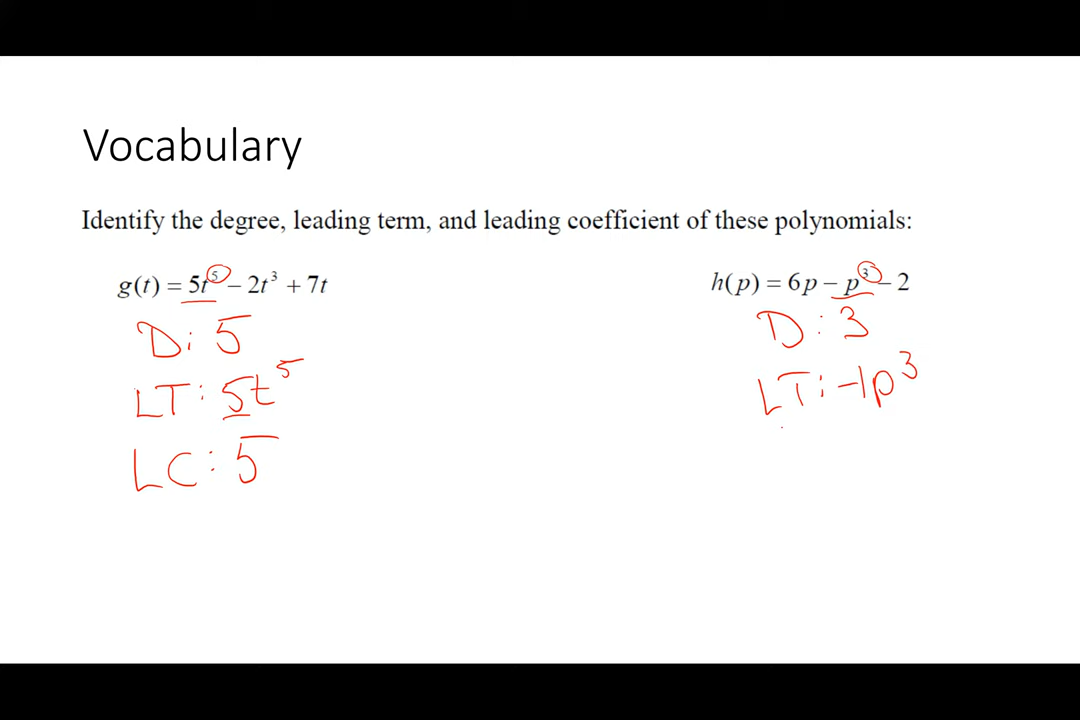 Vocabulary
Identify the degree, leading term, and leading coefficient of these polynomials:
g(t) = 5t⁵ − 2t³ + 7t
D: 5
LT: 5t⁵
LC: 5
h(p) = 6p − p³ − 2
D: 3
LT: −1p³